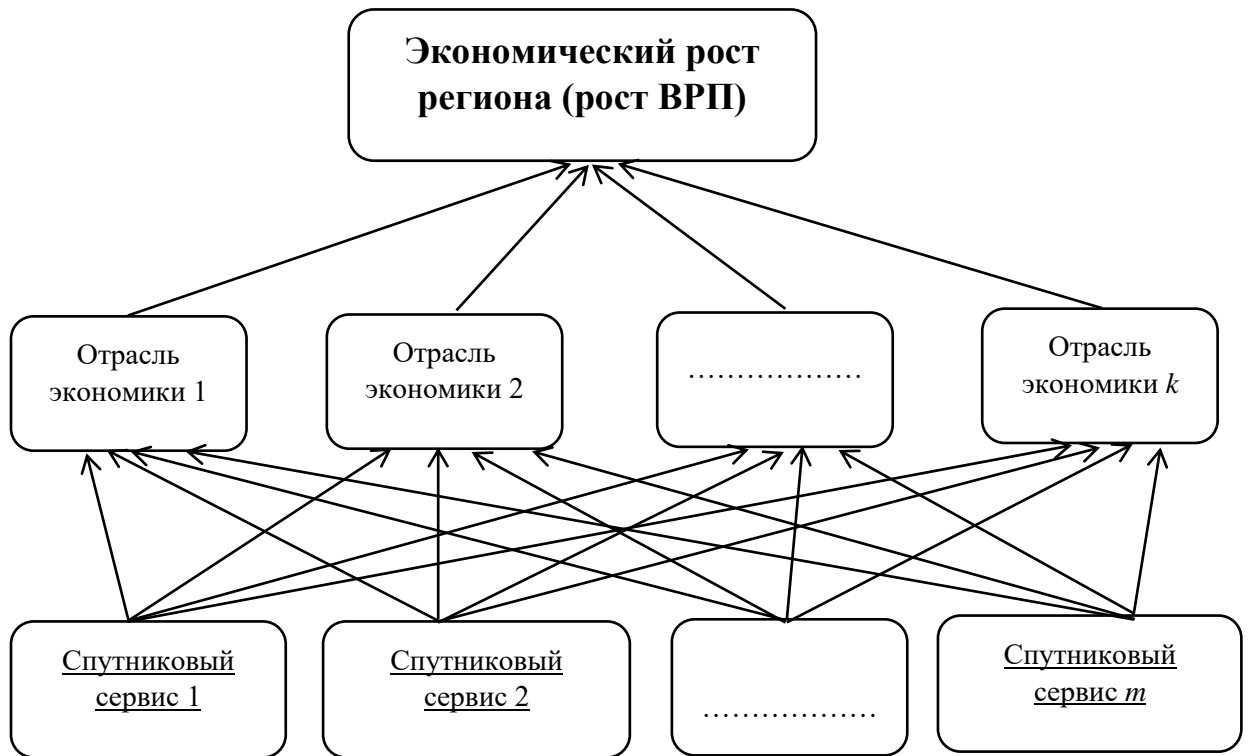 Экономический рост
региона (рост ВРП)
Отрасль
экономики 1
Отрасль
экономики 2
………………
Отрасль
экономики k
Спутниковый
сервис 1
Спутниковый
сервис 2
………………
Спутниковый
сервис m